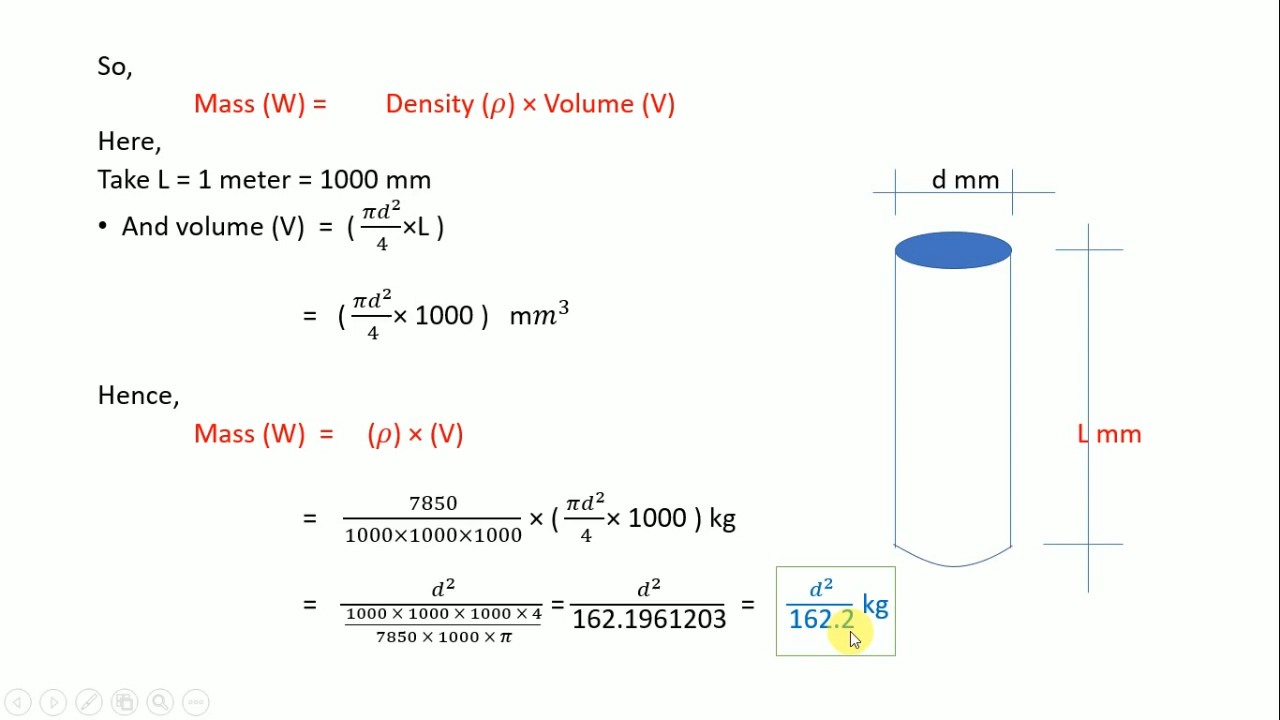 So,
Mass (W) = Density (ρ) × Volume (V)
Here,
Take L = 1 meter = 1000 mm
• And volume (V) = ( πd²/4 ×L )
= ( πd²/4 × 1000 ) mm³
Hence,
Mass (W) = (ρ) × (V)
= 7850/(1000×1000×1000) × ( πd²/4 × 1000 ) kg
= d²/((1000 × 1000 × 1000 × 4)/(7850 × 1000 × π)) = d²/162.1961203 = d²/162.2 kg
d mm
L mm